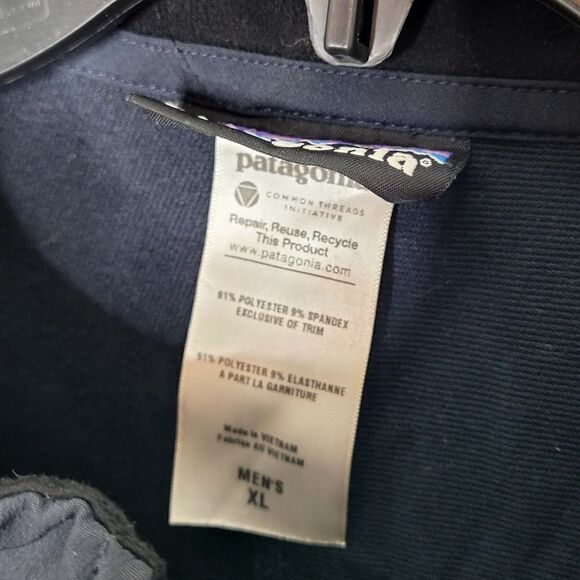 patagonia
COMMON THREADS
INITIATIVE
Repair, Reuse, Recycle
This Product
www.patagonia.com
91% POLYESTER 9% SPANDEX
EXCLUSIVE OF TRIM
91% POLYESTER 9% ELASTHANNE
A PART LA GARNITURE
Made in VIETNAM
Fabriqué AU VIETNAM
MEN'S
XL